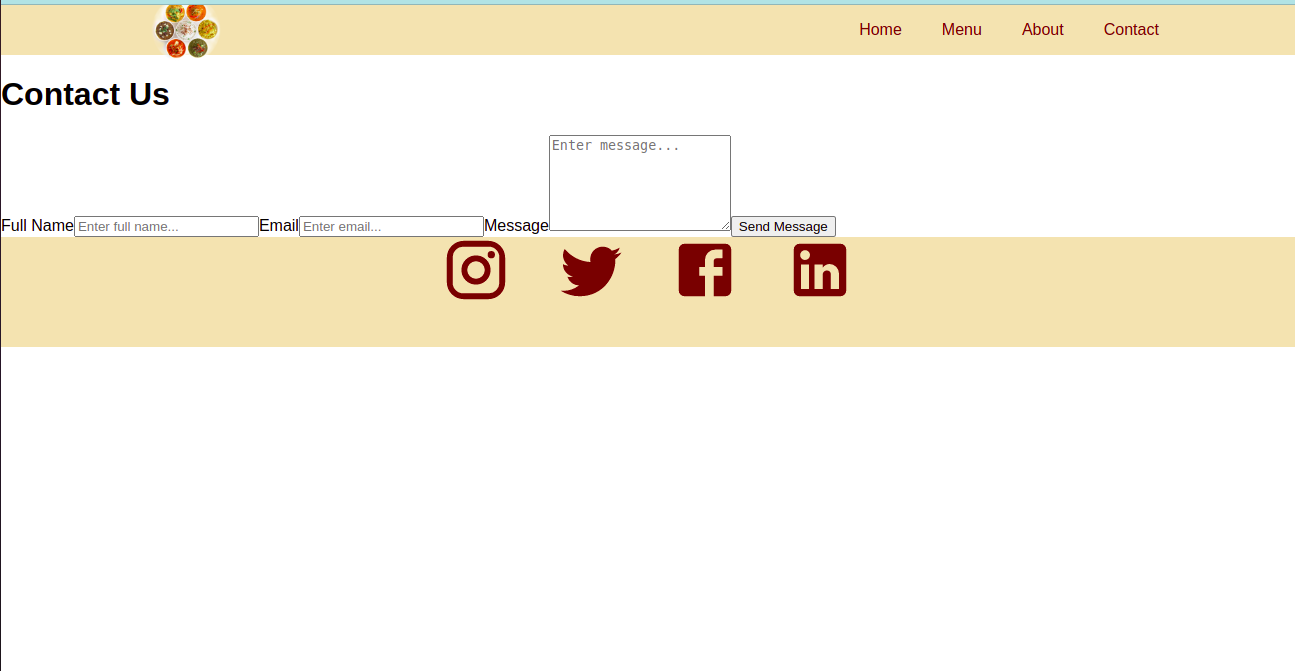 Home Menu About Contact
Contact Us
Enter message...
Full Name Enter full name... Email Enter email... Message Send Message